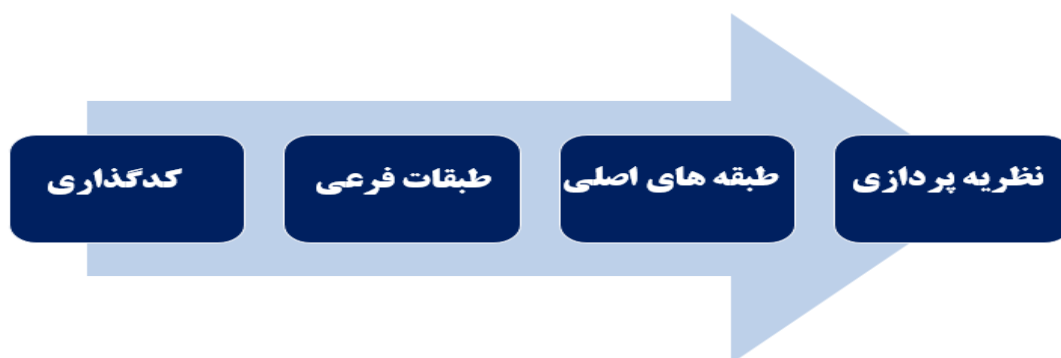 کدگذاری
طبقات فرعی
طبقه های اصلی
نظریه پردازی